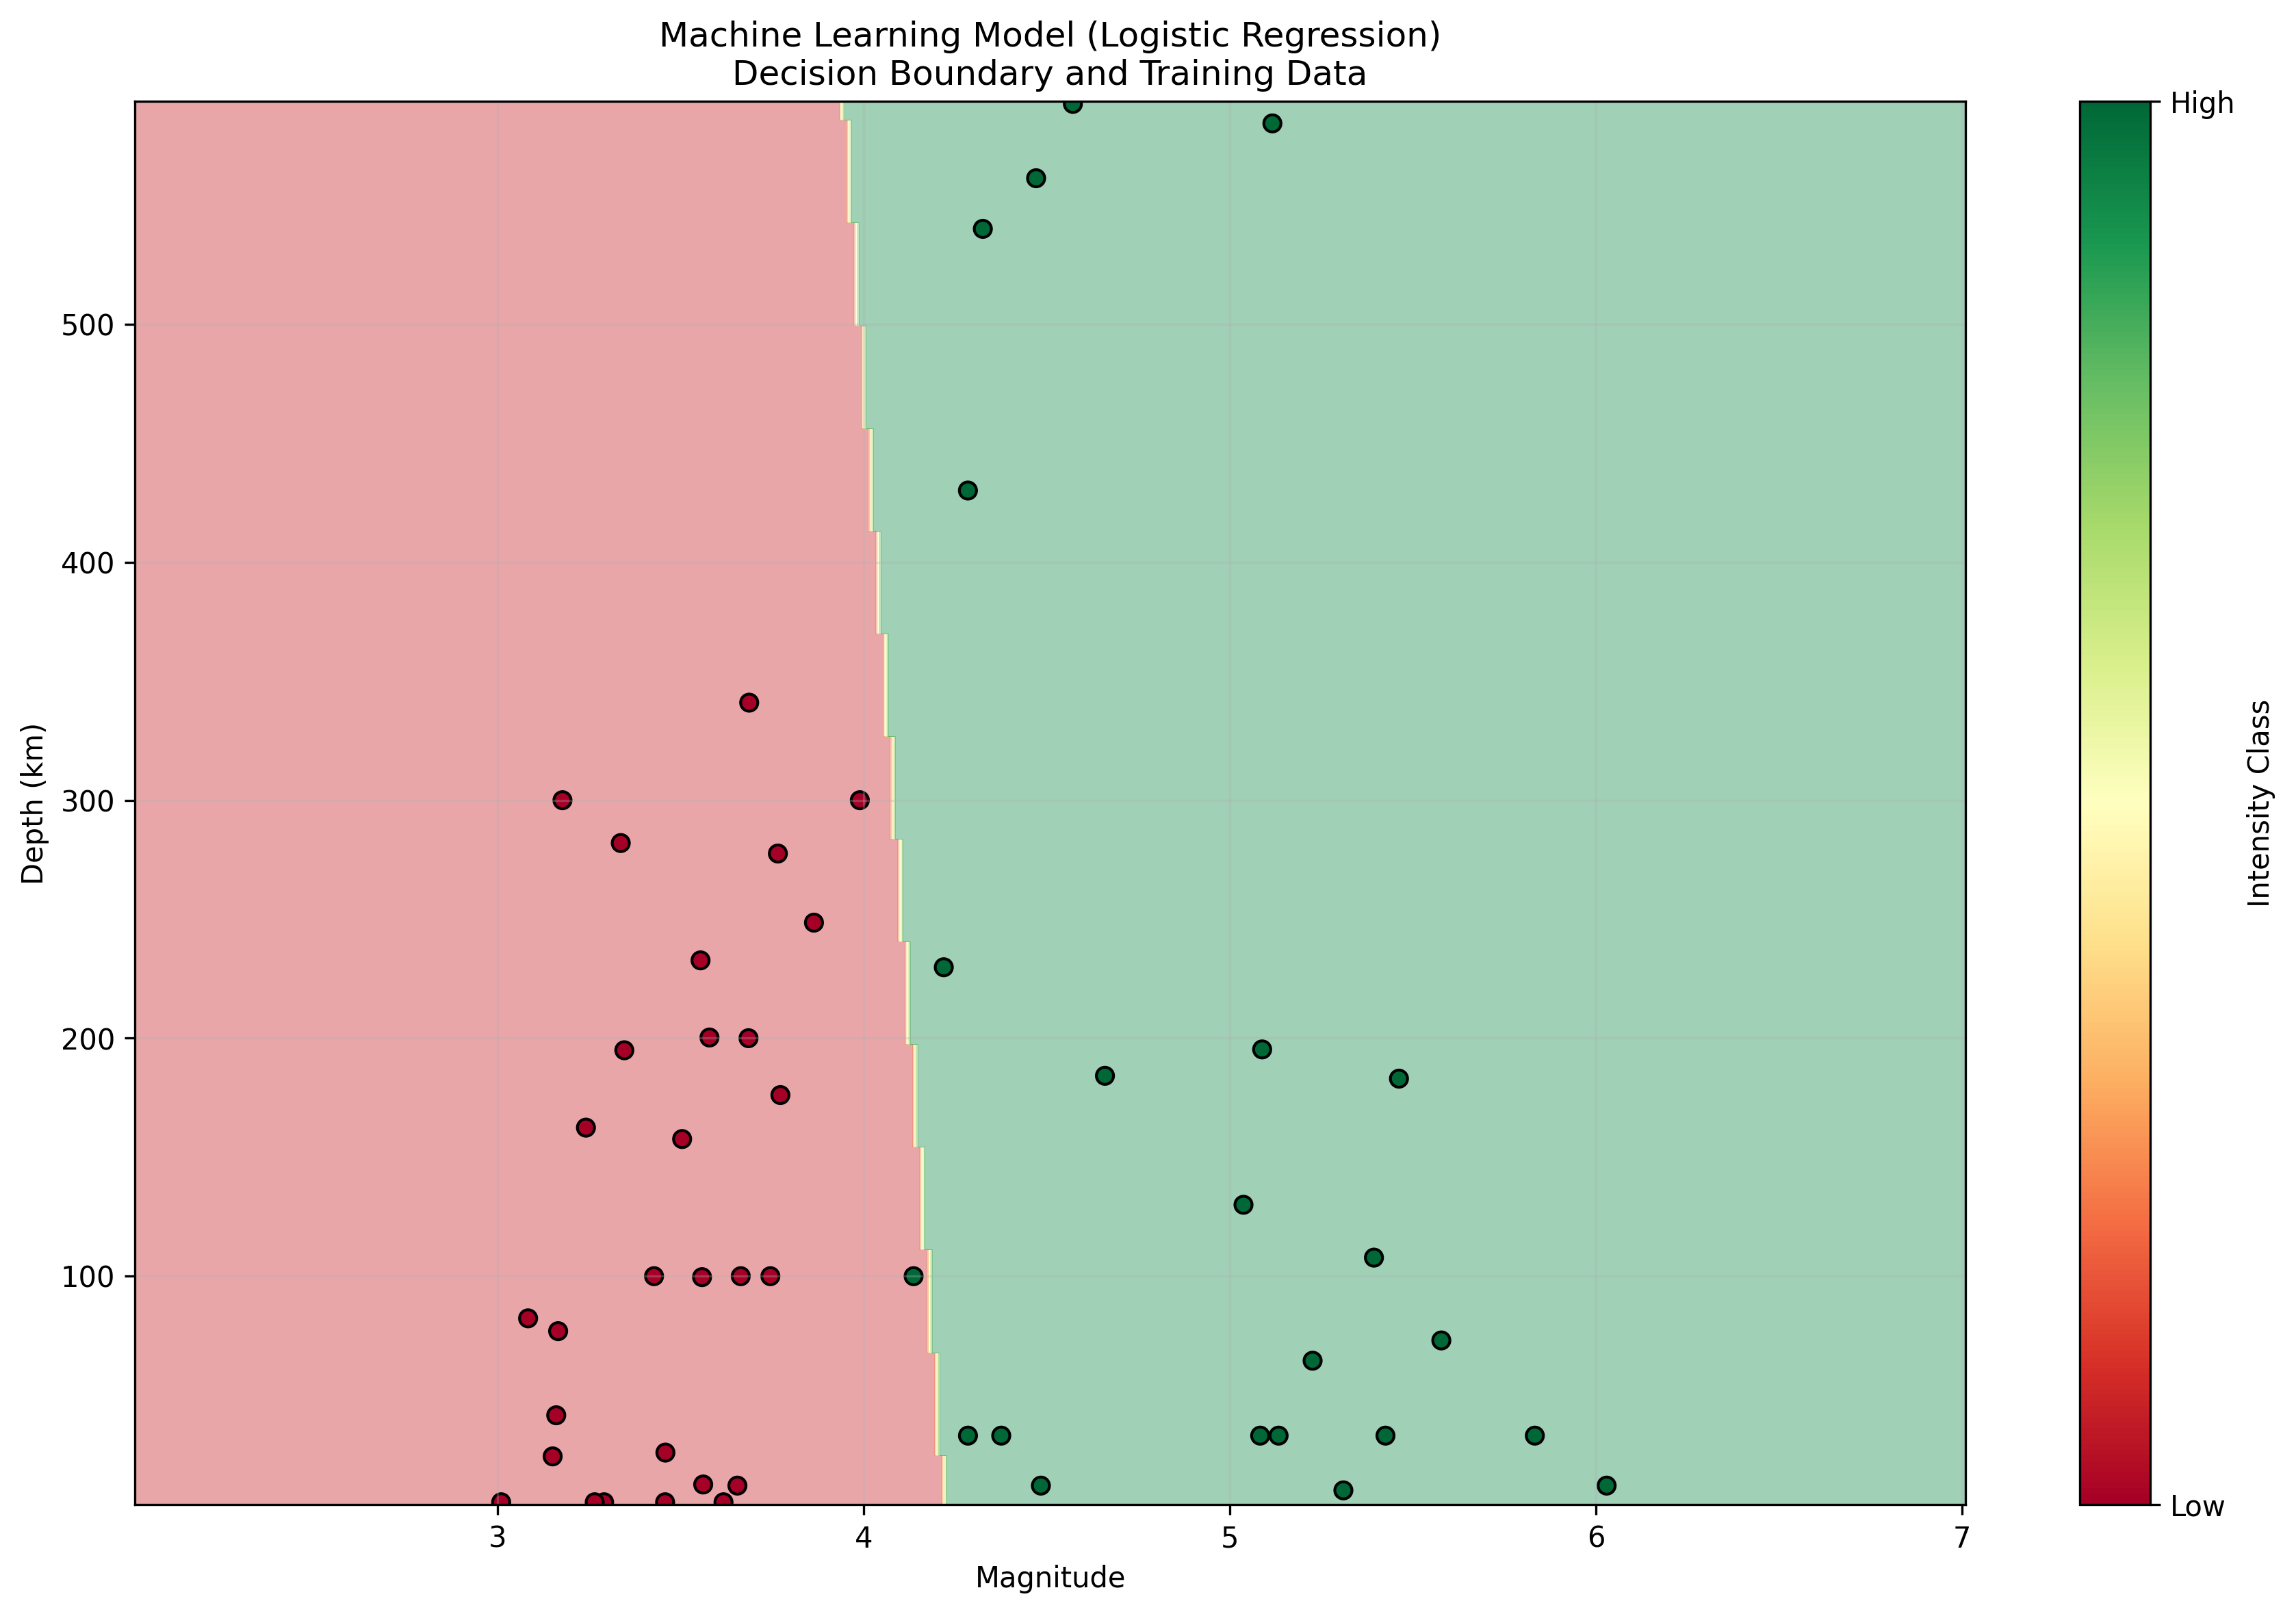 Machine Learning Model (Logistic Regression)
Decision Boundary and Training Data
High
500
400
300
200
100
Depth (km)
Intensity Class
Low
3
4
5
6
7
Magnitude